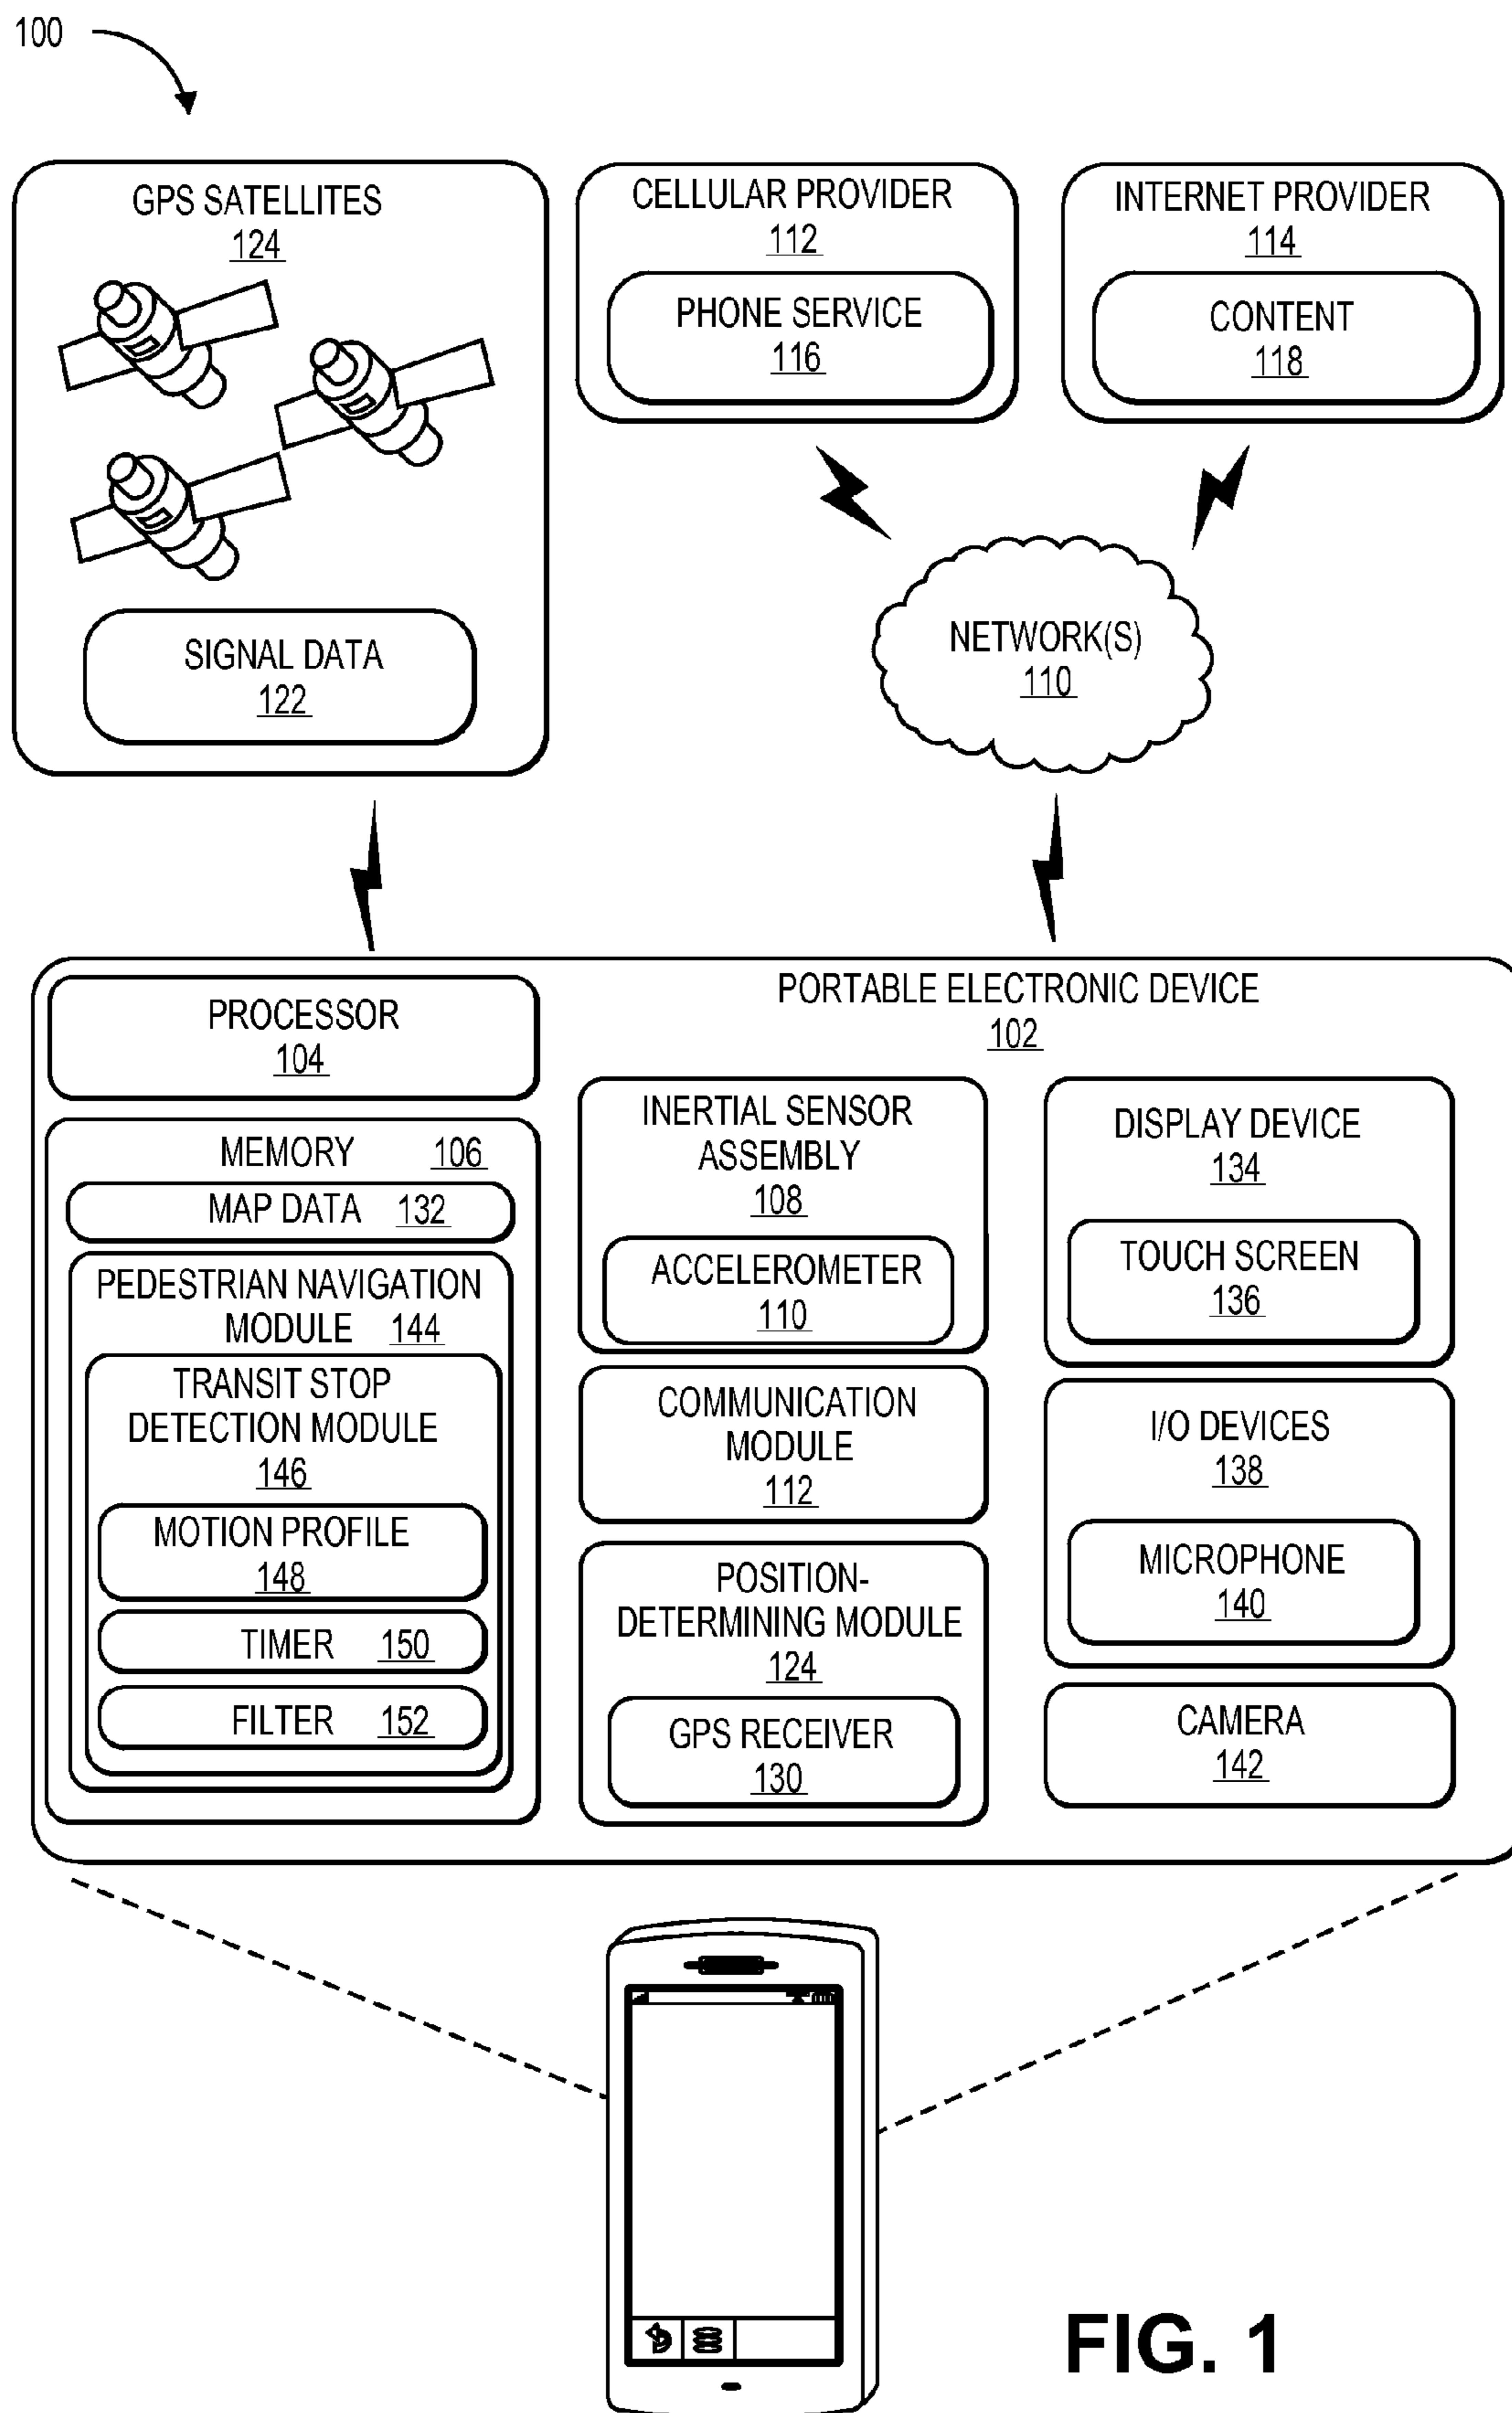 100
GPS SATELLITES
124
SIGNAL DATA
122
CELLULAR PROVIDER
112
PHONE SERVICE
116
INTERNET PROVIDER
114
CONTENT
118
NETWORK(S)
110
PORTABLE ELECTRONIC DEVICE
102
PROCESSOR
104
MEMORY 106
MAP DATA 132
PEDESTRIAN NAVIGATION
MODULE 144
TRANSIT STOP
DETECTION MODULE
146
MOTION PROFILE
148
TIMER 150
FILTER 152
INERTIAL SENSOR
ASSEMBLY
108
ACCELEROMETER
110
COMMUNICATION
MODULE
112
POSITION-
DETERMINING MODULE
124
GPS RECEIVER
130
DISPLAY DEVICE
134
TOUCH SCREEN
136
I/O DEVICES
138
MICROPHONE
140
CAMERA
142
FIG. 1